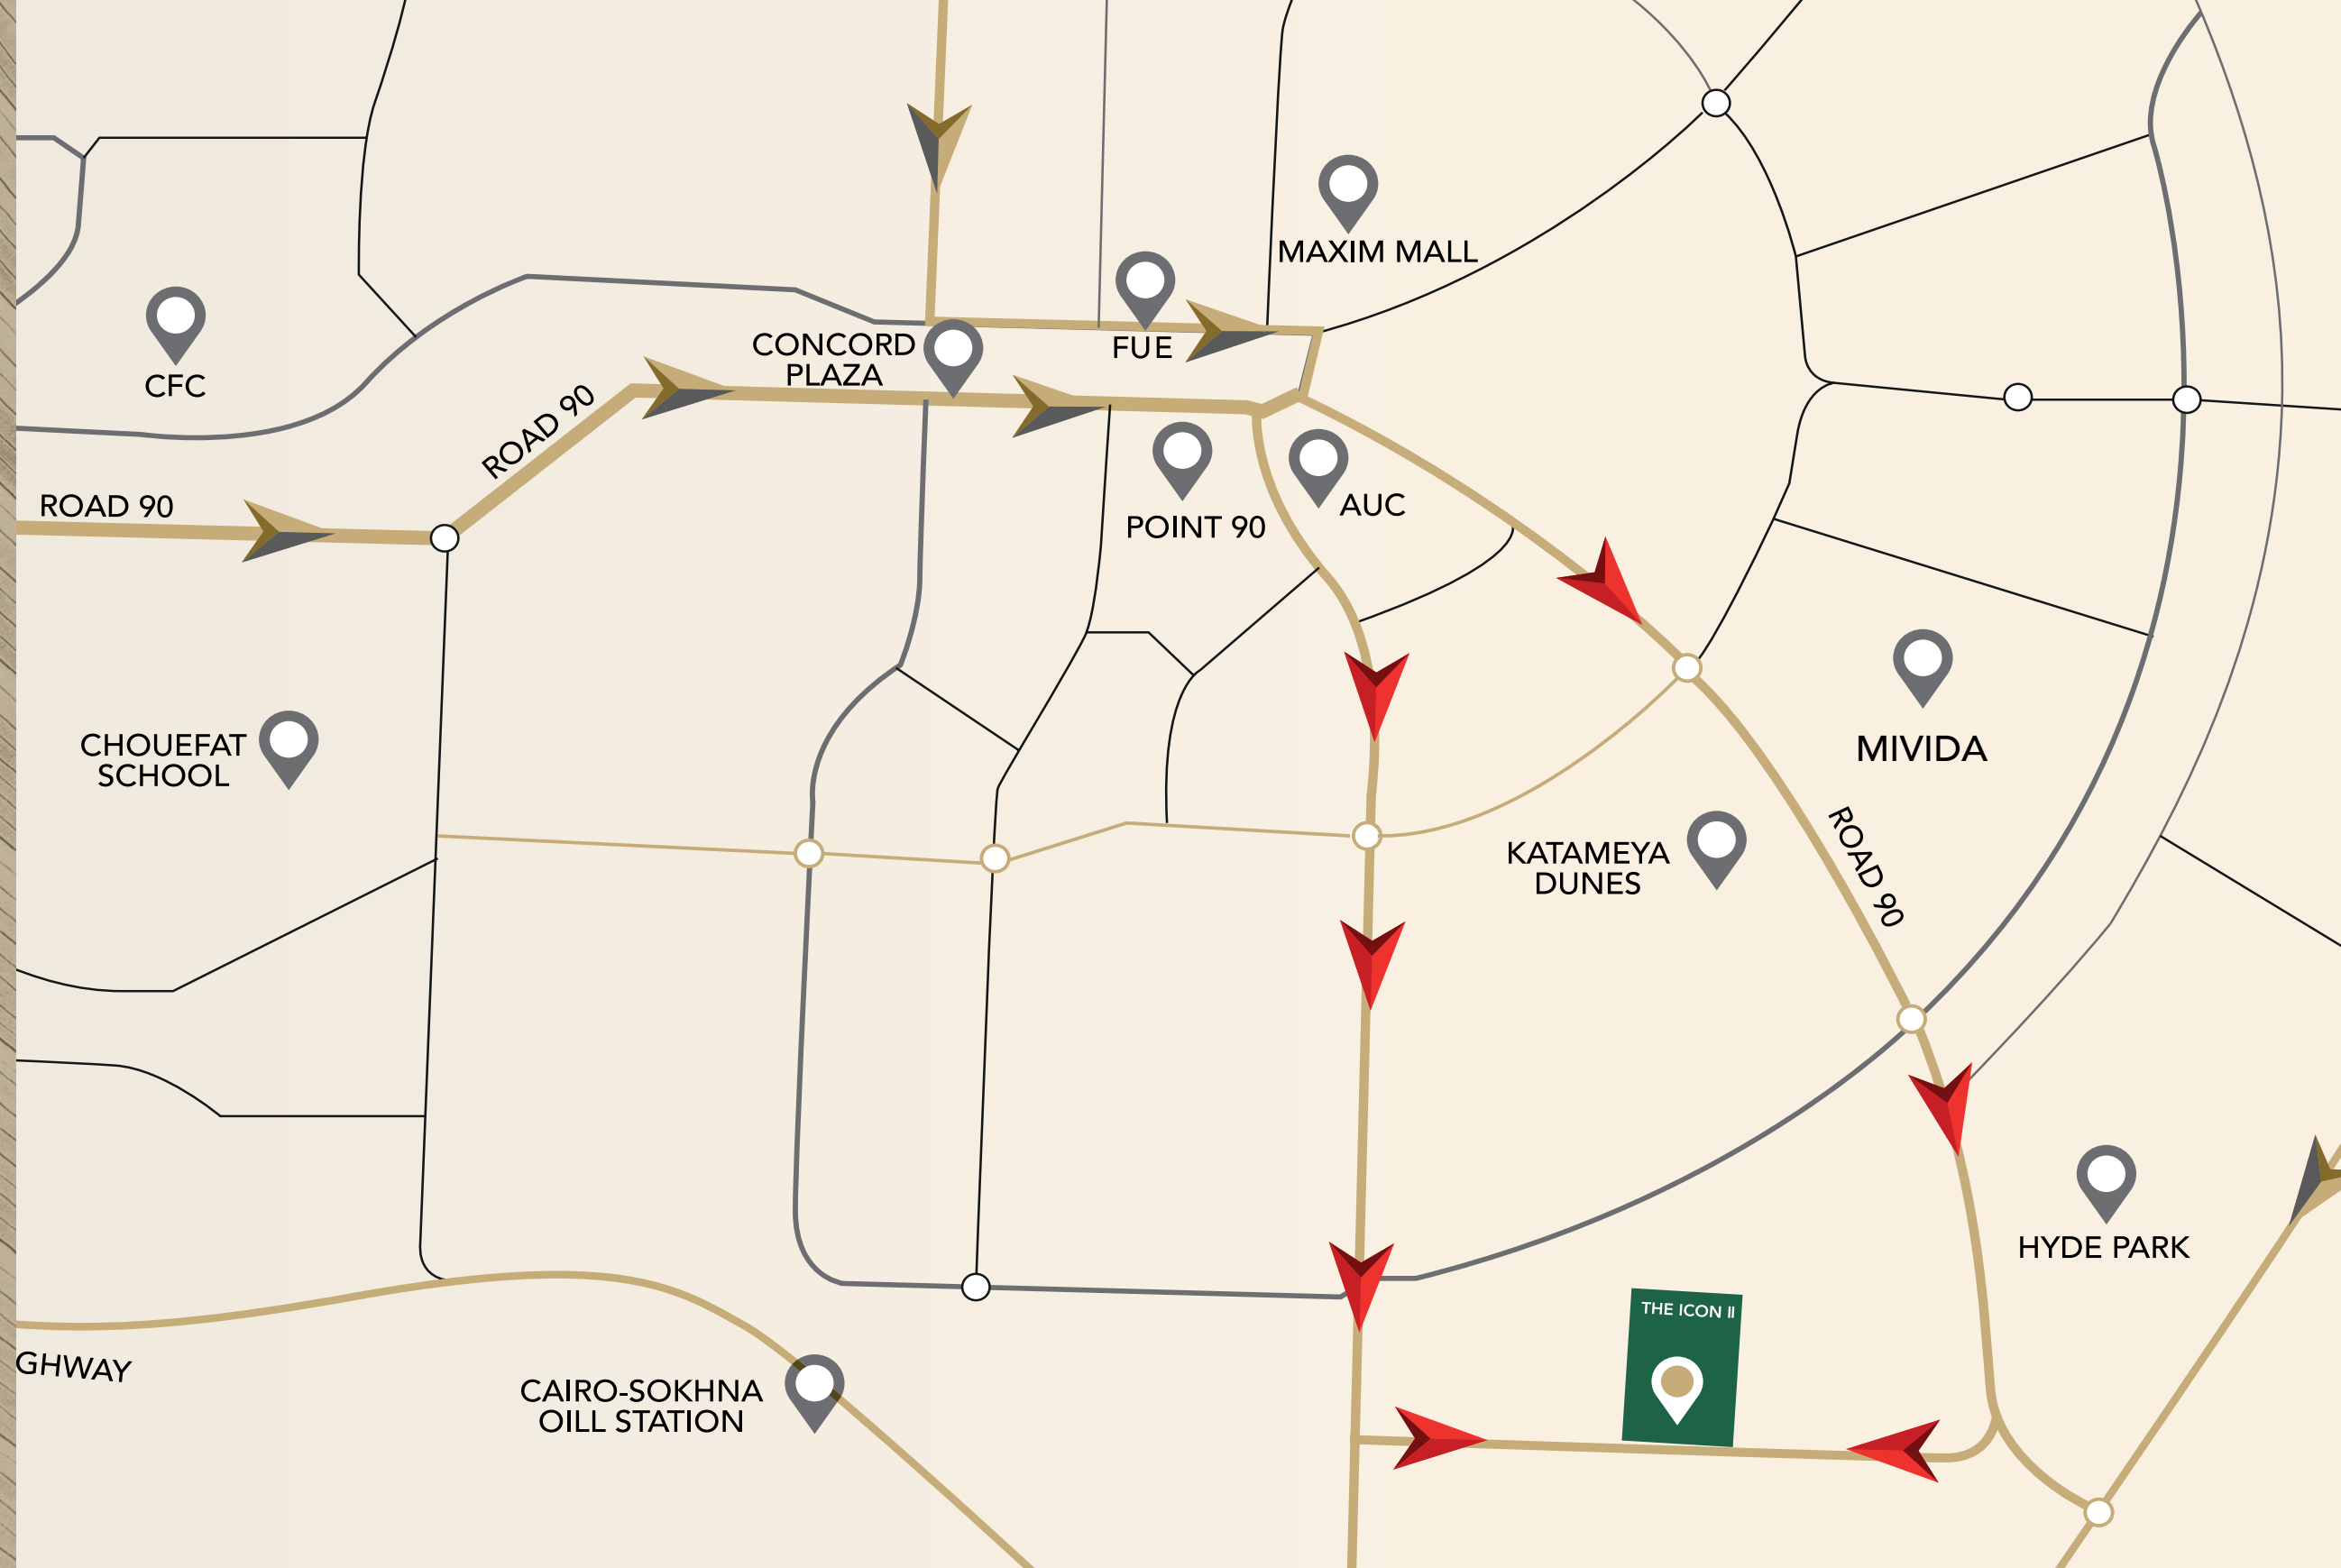 MAXIM MALL
CONCORD
PLAZA
FUE
CFC
ROAD 90
ROAD 90
AUC
POINT 90
CHOUEFAT
SCHOOL
MIVIDA
KATAMEYA
DUNES
ROAD 90
HYDE PARK
THE ICON II
GHWAY
CAIRO-SOKHNA
OILL STATION